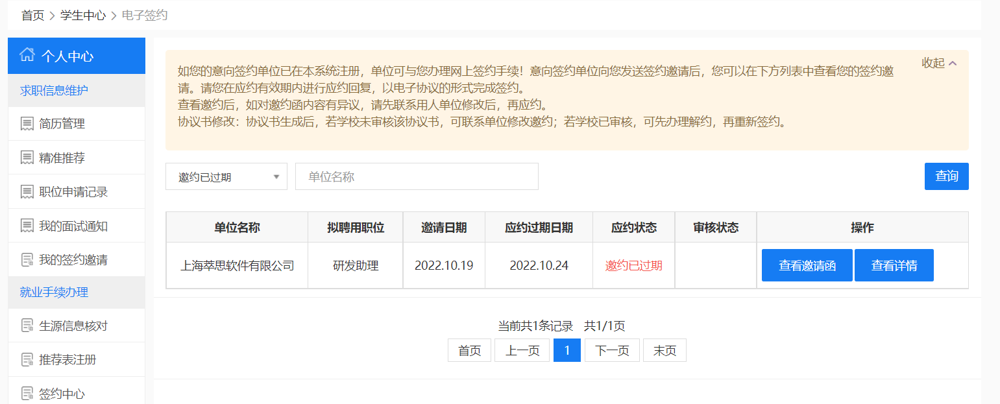 首页 > 学生中心 > 电子签约
个人中心
求职信息维护
简历管理
精准推荐
职位申请记录
我的面试通知
我的签约邀请
就业手续办理
生源信息核对
推荐表注册
签约中心
收起
如您的意向签约单位已在本系统注册，单位可与您办理网上签约手续！意向签约单位向您发送签约邀请后，您可以在下方列表中查看您的签约邀
请。请您在应约有效期内进行应约回复，以电子协议的形式完成签约。
查看邀约后，如对邀约函内容有异议，请先联系用人单位修改后，再应约。
协议书修改：协议书生成后，若学校未审核该协议书，可联系单位修改邀约；若学校已审核，可先办理解约，再重新签约。
邀约已过期 单位名称 查询
单位名称 拟聘用职位 邀请日期 应约过期日期 应约状态 审核状态 操作
上海萃思软件有限公司 研发助理 2022.10.19 2022.10.24 邀约已过期 查看邀请函 查看详情
当前共1条记录 共1/1页
首页 上一页 1 下一页 末页